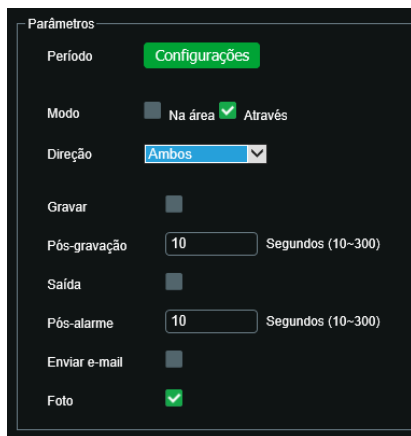 Parâmetros
Período Configurações
Modo Na área Através
Direção Ambos
Gravar
Pós-gravação 10 Segundos (10~300)
Saída
Pós-alarme 10 Segundos (10~300)
Enviar e-mail
Foto